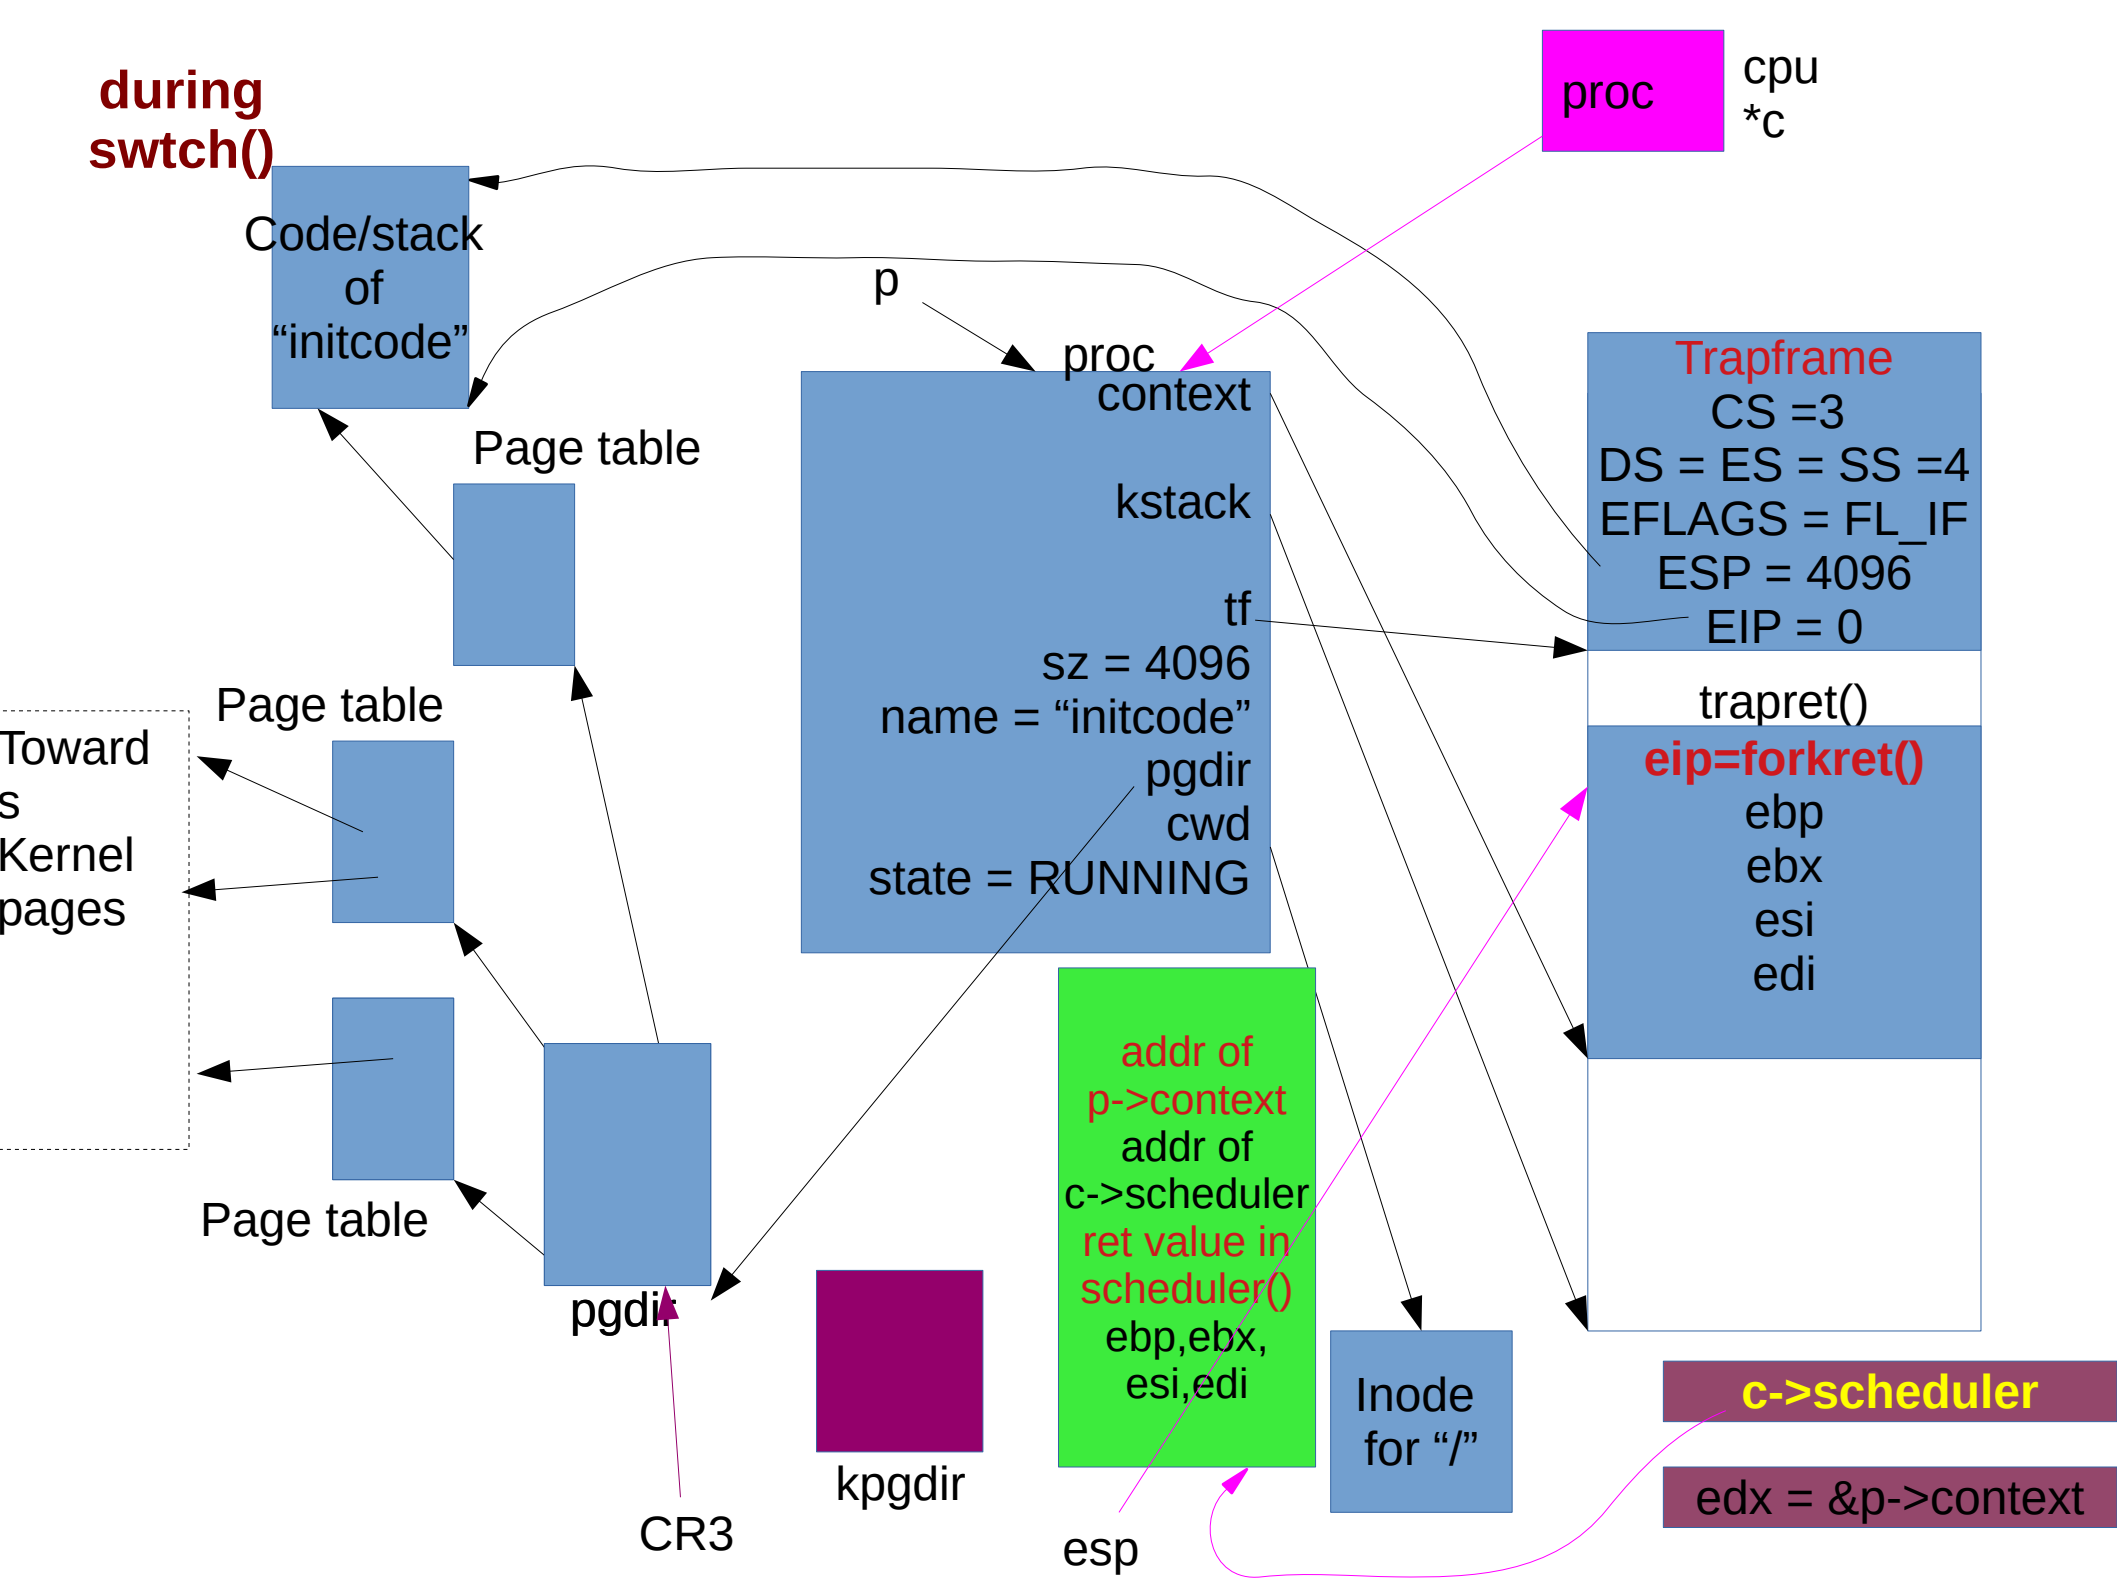 during
swtch()
proc
cpu
*c
Code/stack
of
“initcode”
p
proc
context
kstack
tf
sz = 4096
name = “initcode”
pgdir
cwd
state = RUNNING
Trapframe
CS =3
DS = ES = SS =4
EFLAGS = FL_IF
ESP = 4096
EIP = 0
trapret()
eip=forkret()
ebp
ebx
esi
edi
Page table
Page table
Toward
s
Kernel
pages
Page table
pgdir
CR3
kpgdir
addr of
p->context
addr of
c->scheduler
ret value in
scheduler()
ebp,ebx,
esi,edi
esp
Inode
for “/”
c->scheduler
edx = &p->context